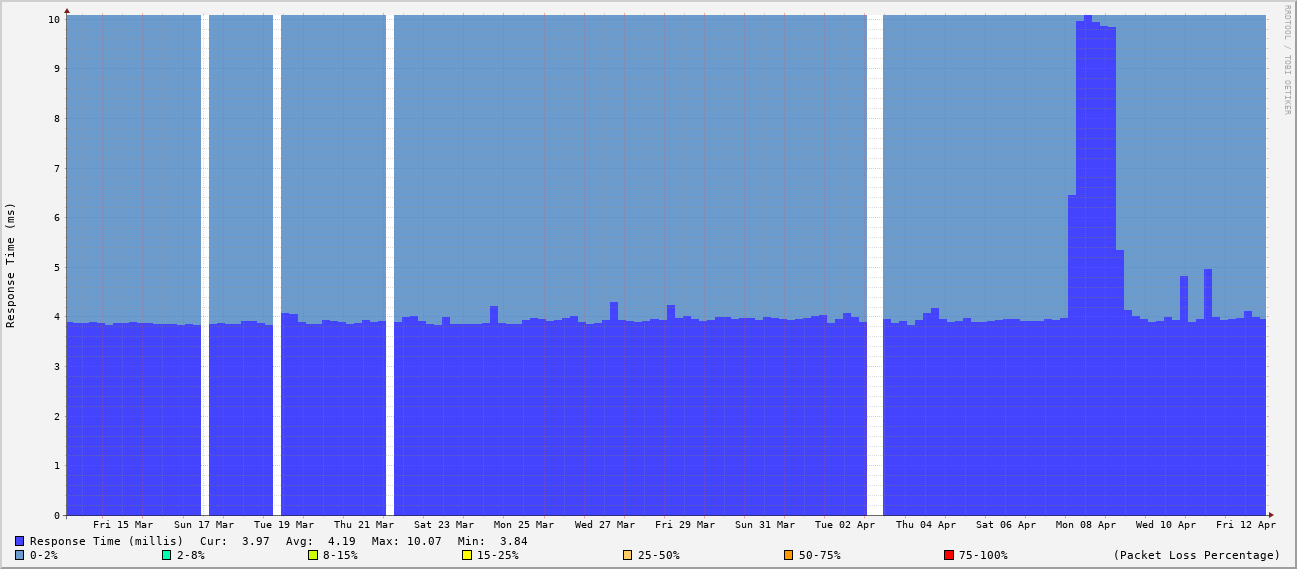 RRDTOOL / TOBI OETIKER
Response Time (ms)
10
9
8
7
6
5
4
3
2
1
0
Fri 15 Mar Sun 17 Mar Tue 19 Mar Thu 21 Mar Sat 23 Mar Mon 25 Mar Wed 27 Mar Fri 29 Mar Sun 31 Mar Tue 02 Apr Thu 04 Apr Sat 06 Apr Mon 08 Apr Wed 10 Apr Fri 12 Apr
Response Time (millis) Cur: 3.97 Avg: 4.19 Max: 10.07 Min: 3.84
0-2% 2-8% 8-15% 15-25% 25-50% 50-75% 75-100% (Packet Loss Percentage)